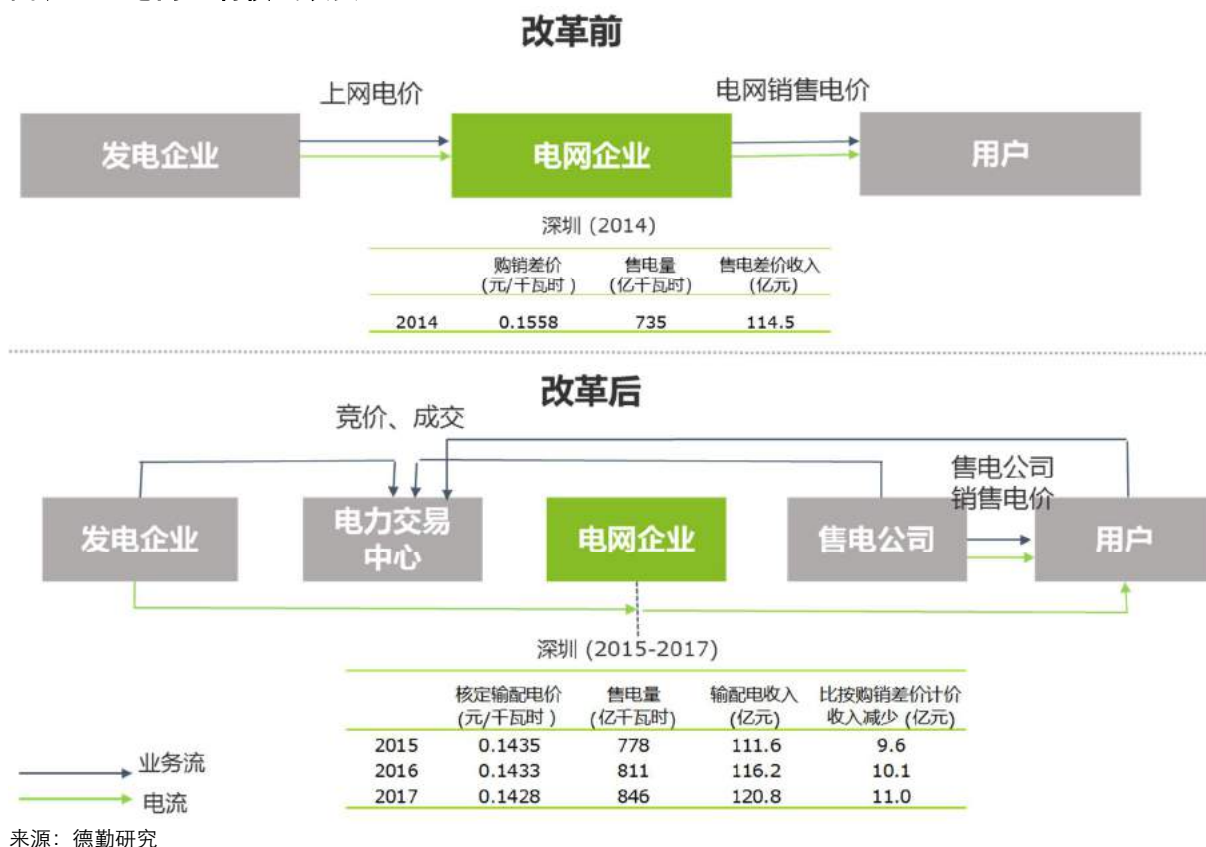 改革前
上网电价
电网销售电价
发电企业
电网企业
用户
深圳 (2014)
购销差价 售电量 售电差价收入
(元/千瓦时 ) (亿千瓦时) (亿元)
2014 0.1558 735 114.5
改革后
竞价、成交
售电公司
销售电价
发电企业
电力交易
中心
电网企业
售电公司
用户
深圳 (2015-2017)
核定输配电价 售电量 输配电收入 比按购销差价计价
(元/千瓦时 ) (亿千瓦时) (亿元) 收入减少 (亿元)
2015 0.1435 778 111.6 9.6
2016 0.1433 811 116.2 10.1
2017 0.1428 846 120.8 11.0
业务流
电流
来源：德勤研究